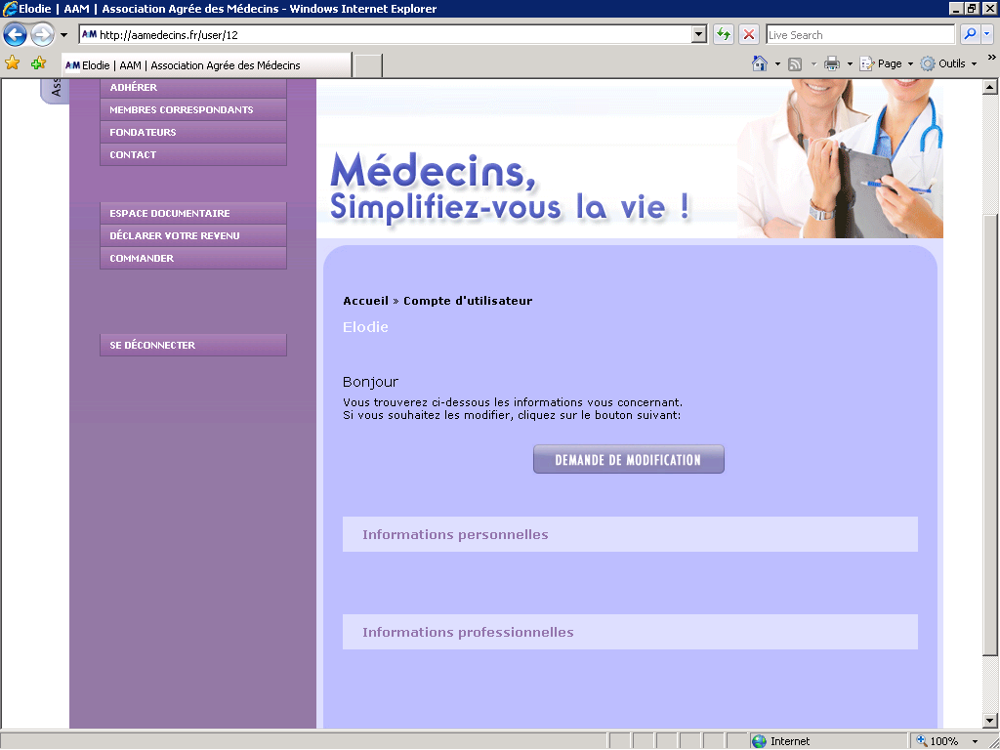 Elodie | AAM | Association Agrée des Médecins - Windows Internet Explorer
AM http://aamedecins.fr/user/12
Live Search
AM Elodie | AAM | Association Agrée des Médecins
Page
Outils
»
Ass
ADHÉRER
MEMBRES CORRESPONDANTS
FONDATEURS
CONTACT
ESPACE DOCUMENTAIRE
DÉCLARER VOTRE REVENU
COMMANDER
SE DÉCONNECTER
Médecins,
Simplifiez-vous la vie !
Accueil » Compte d'utilisateur
Elodie
Bonjour
Vous trouverez ci-dessous les informations vous concernant.
Si vous souhaitez les modifier, cliquez sur le bouton suivant:
DEMANDE DE MODIFICATION
Informations personnelles
Informations professionnelles
Internet
100%